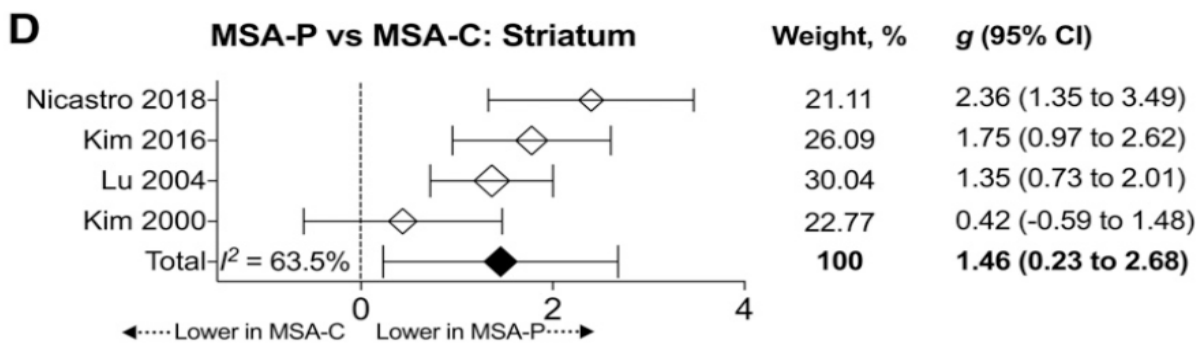 D
MSA-P vs MSA-C: Striatum Weight, % g (95% CI)
Nicastro 2018 21.11 2.36 (1.35 to 3.49)
Kim 2016 26.09 1.75 (0.97 to 2.62)
Lu 2004 30.04 1.35 (0.73 to 2.01)
Kim 2000 22.77 0.42 (-0.59 to 1.48)
Total I² = 63.5% 100 1.46 (0.23 to 2.68)
0 2 4
Lower in MSA-C Lower in MSA-P